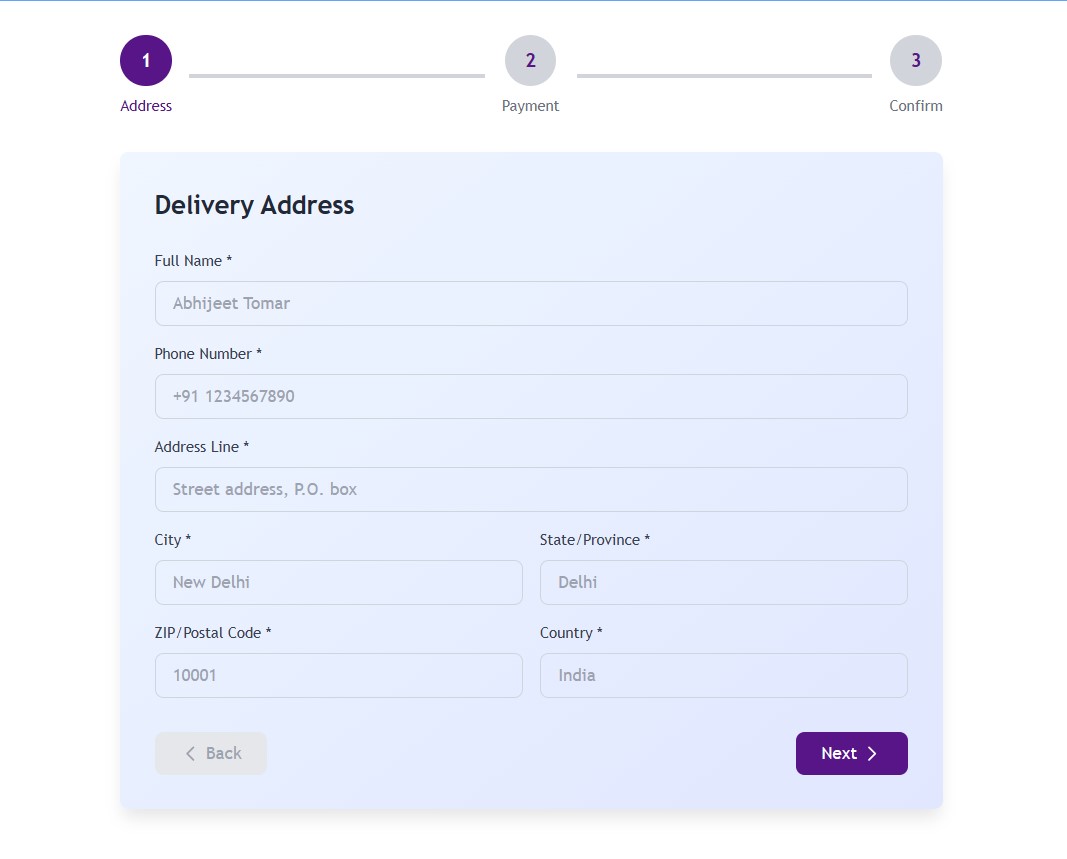 1
2
3
Address
Payment
Confirm
Delivery Address
Full Name *
Abhijeet Tomar
Phone Number *
+91 1234567890
Address Line *
Street address, P.O. box
City *
State/Province *
New Delhi
Delhi
ZIP/Postal Code *
Country *
10001
India
Back
Next